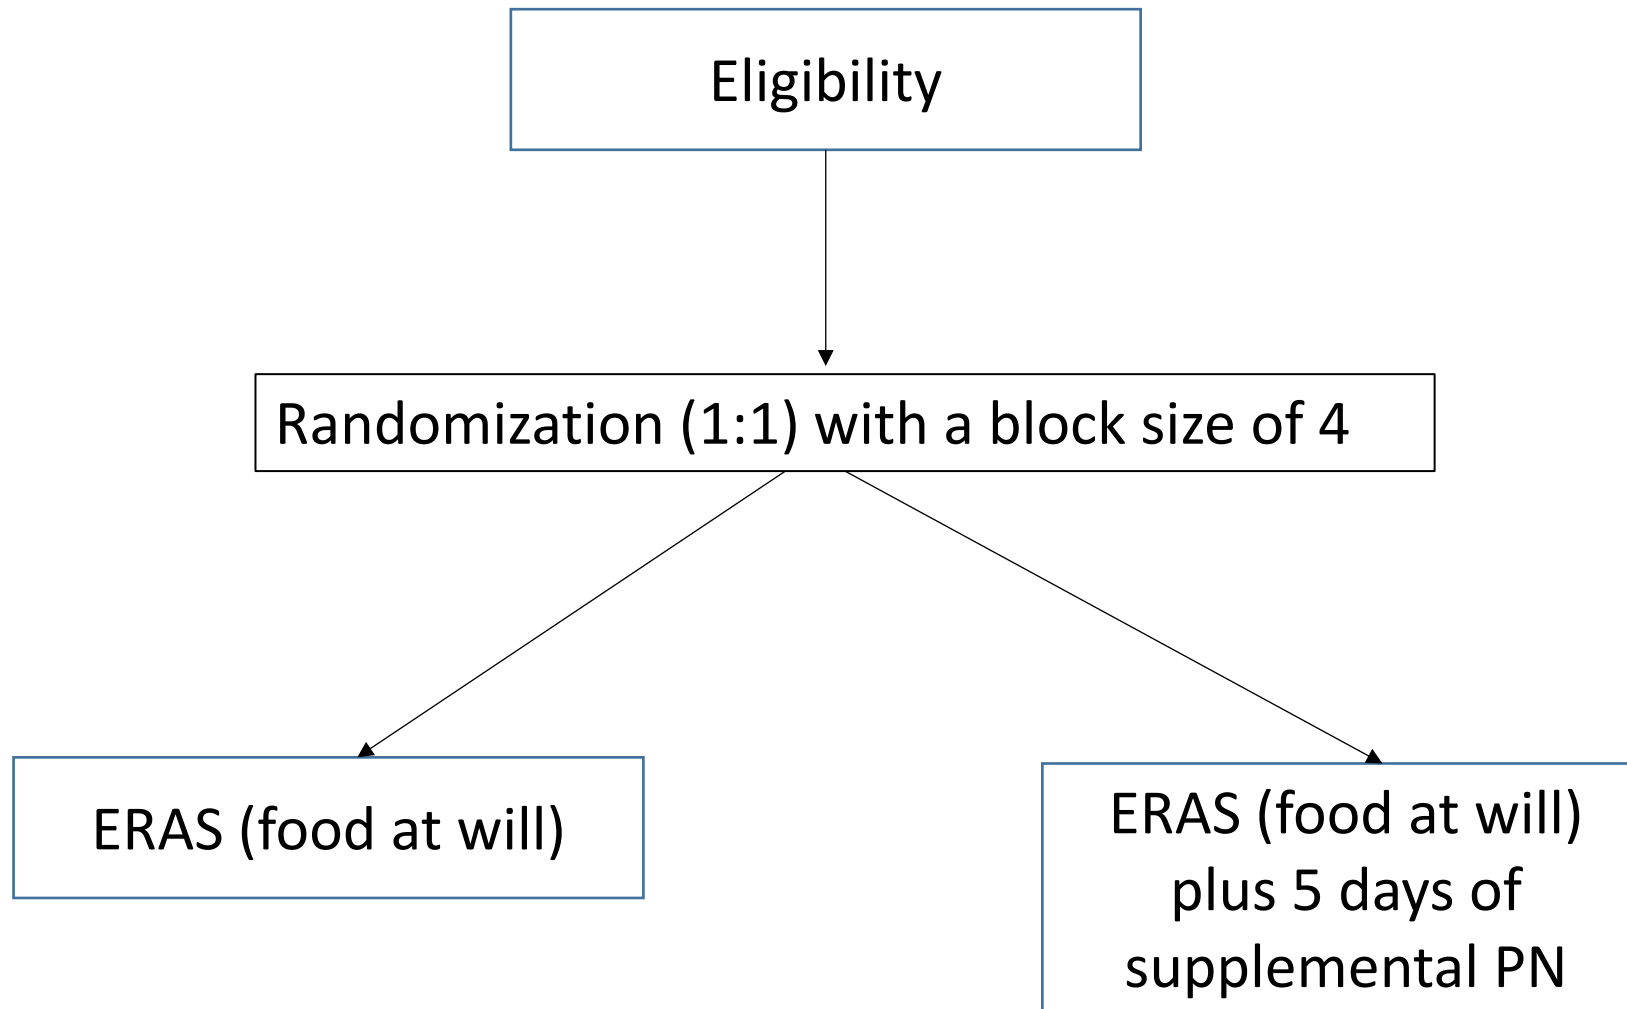 Eligibility
Randomization (1:1) with a block size of 4
ERAS (food at will)
ERAS (food at will)
plus 5 days of
supplemental PN